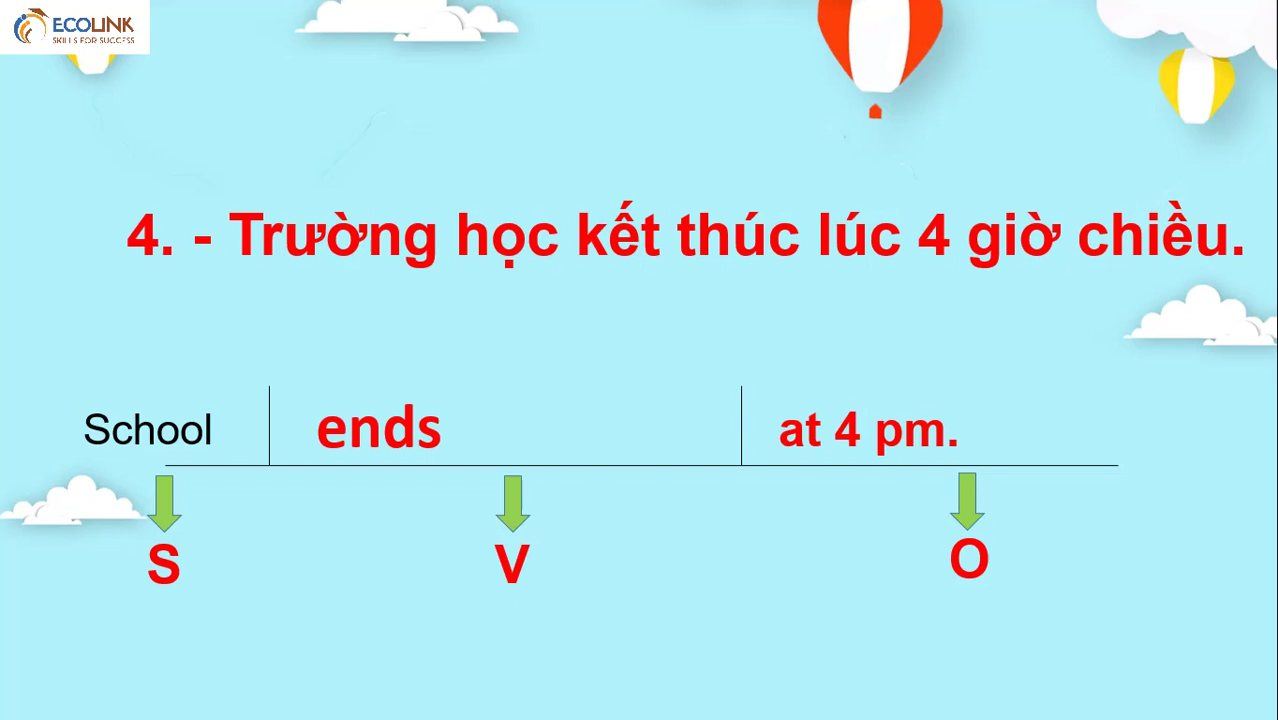 ECOLINK
SKILLS FOR SUCCESS
4. - Trường học kết thúc lúc 4 giờ chiều.
School ends at 4 pm.
S V O